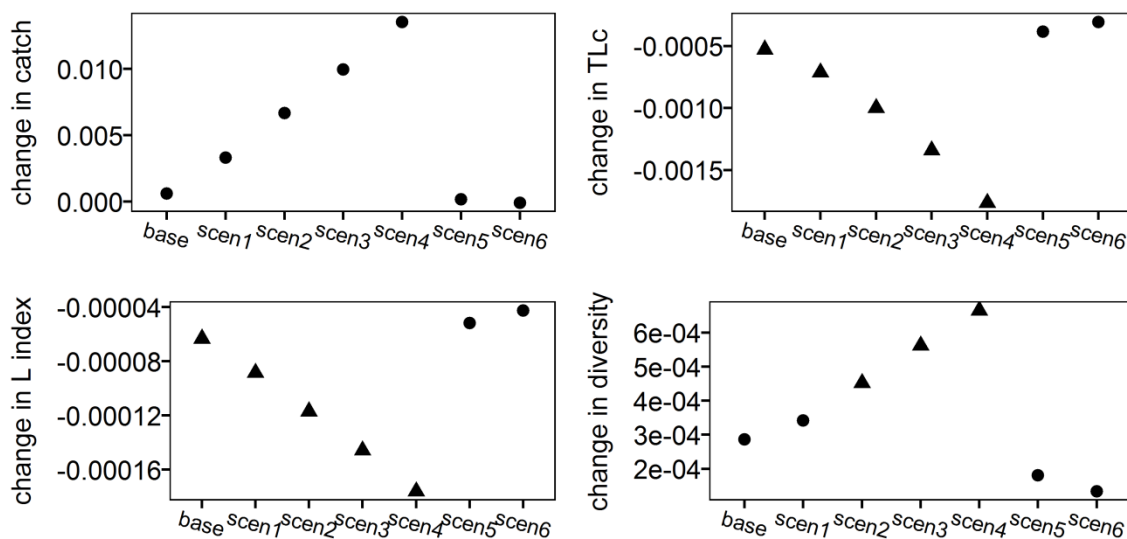 change in catch
0.010
0.005
0.000
base scen1 scen2 scen3 scen4 scen5 scen6
change in TLc
-0.0005
-0.0010
-0.0015
base scen1 scen2 scen3 scen4 scen5 scen6
change in L index
-0.00004
-0.00008
-0.00012
-0.00016
base scen1 scen2 scen3 scen4 scen5 scen6
change in diversity
6e-04
5e-04
4e-04
3e-04
2e-04
base scen1 scen2 scen3 scen4 scen5 scen6